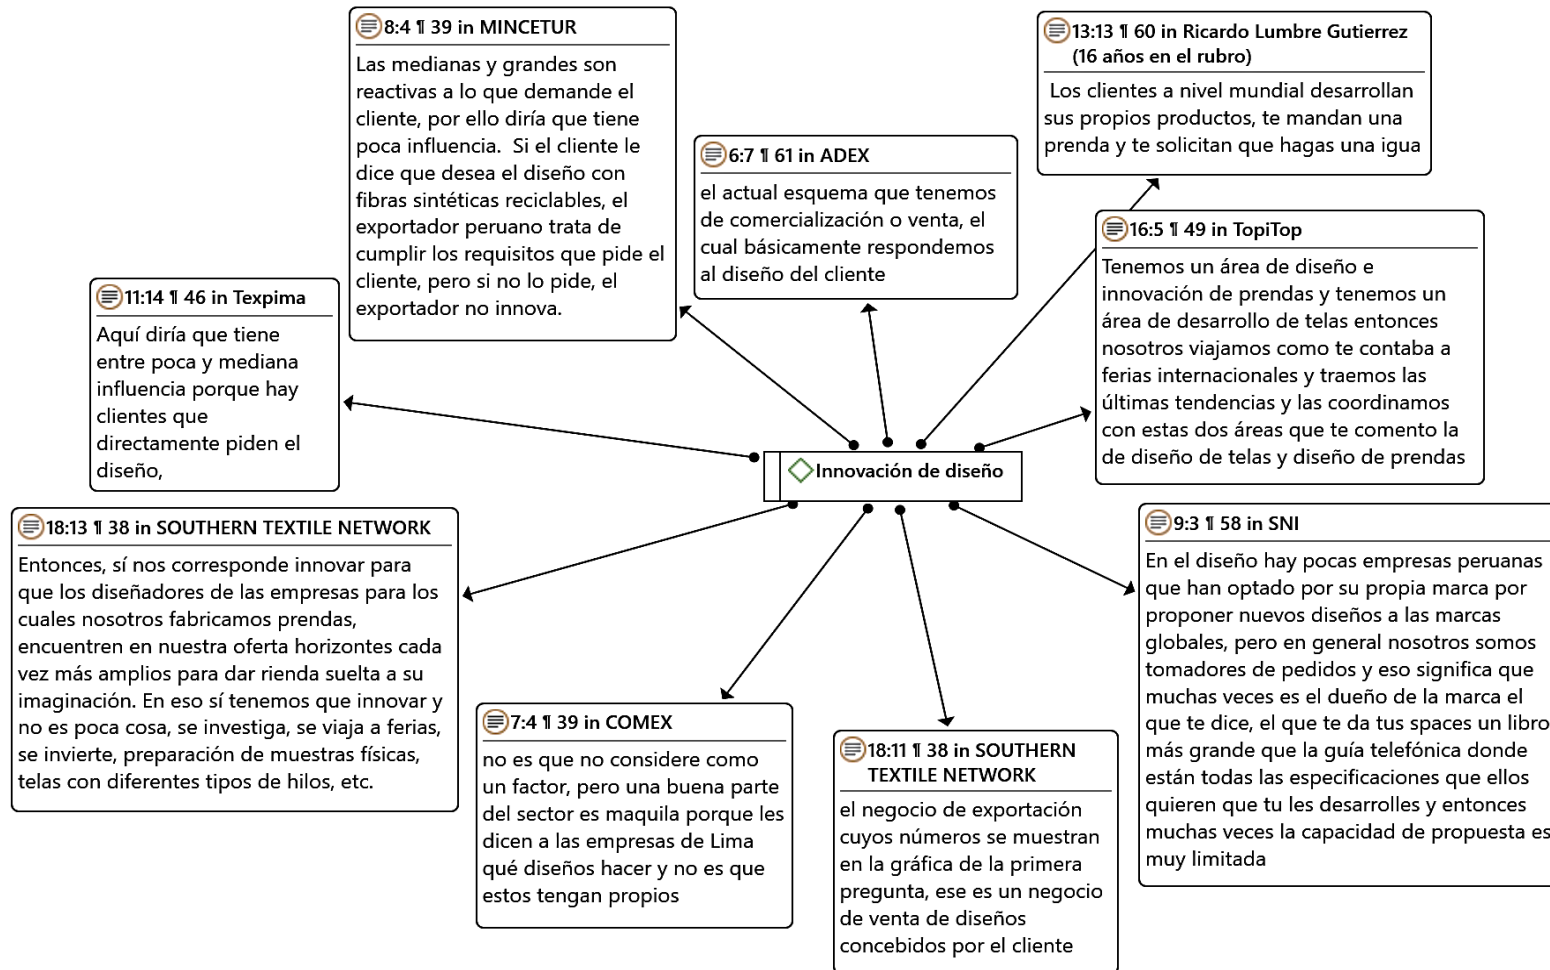 8:4 ¶ 39 in MINCETUR
Las medianas y grandes son
reactivas a lo que demande el
cliente, por ello diría que tiene
poca influencia.  Si el cliente le
dice que desea el diseño con
fibras sintéticas reciclables, el
exportador peruano trata de
cumplir los requisitos que pide el
cliente, pero si no lo pide, el
exportador no innova.
13:13 ¶ 60 in Ricardo Lumbre Gutierrez
(16 años en el rubro)
Los clientes a nivel mundial desarrollan
sus propios productos, te mandan una
prenda y te solicitan que hagas una igua
6:7 ¶ 61 in ADEX
el actual esquema que tenemos
de comercialización o venta, el
cual básicamente respondemos
al diseño del cliente
16:5 ¶ 49 in TopiTop
Tenemos un área de diseño e
innovación de prendas y tenemos un
área de desarrollo de telas entonces
nosotros viajamos como te contaba a
ferias internacionales y traemos las
últimas tendencias y las coordinamos
con estas dos áreas que te comento la
de diseño de telas y diseño de prendas
11:14 ¶ 46 in Texpima
Aquí diría que tiene
entre poca y mediana
influencia porque hay
clientes que
directamente piden el
diseño,
Innovación de diseño
18:13 ¶ 38 in SOUTHERN TEXTILE NETWORK
Entonces, sí nos corresponde innovar para
que los diseñadores de las empresas para los
cuales nosotros fabricamos prendas,
encuentren en nuestra oferta horizontes cada
vez más amplios para dar rienda suelta a su
imaginación. En eso sí tenemos que innovar y
no es poca cosa, se investiga, se viaja a ferias,
se invierte, preparación de muestras físicas,
telas con diferentes tipos de hilos, etc.
9:3 ¶ 58 in SNI
En el diseño hay pocas empresas peruanas
que han optado por su propia marca por
proponer nuevos diseños a las marcas
globales, pero en general nosotros somos
tomadores de pedidos y eso significa que
muchas veces es el dueño de la marca el
que te dice, el que te da tus spaces un libro
más grande que la guía telefónica donde
están todas las especificaciones que ellos
quieren que tu les desarrolles y entonces
muchas veces la capacidad de propuesta es
muy limitada
7:4 ¶ 39 in COMEX
no es que no considere como
un factor, pero una buena parte
del sector es maquila porque les
dicen a las empresas de Lima
qué diseños hacer y no es que
estos tengan propios
18:11 ¶ 38 in SOUTHERN
TEXTILE NETWORK
el negocio de exportación
cuyos números se muestran
en la gráfica de la primera
pregunta, ese es un negocio
de venta de diseños
concebidos por el cliente